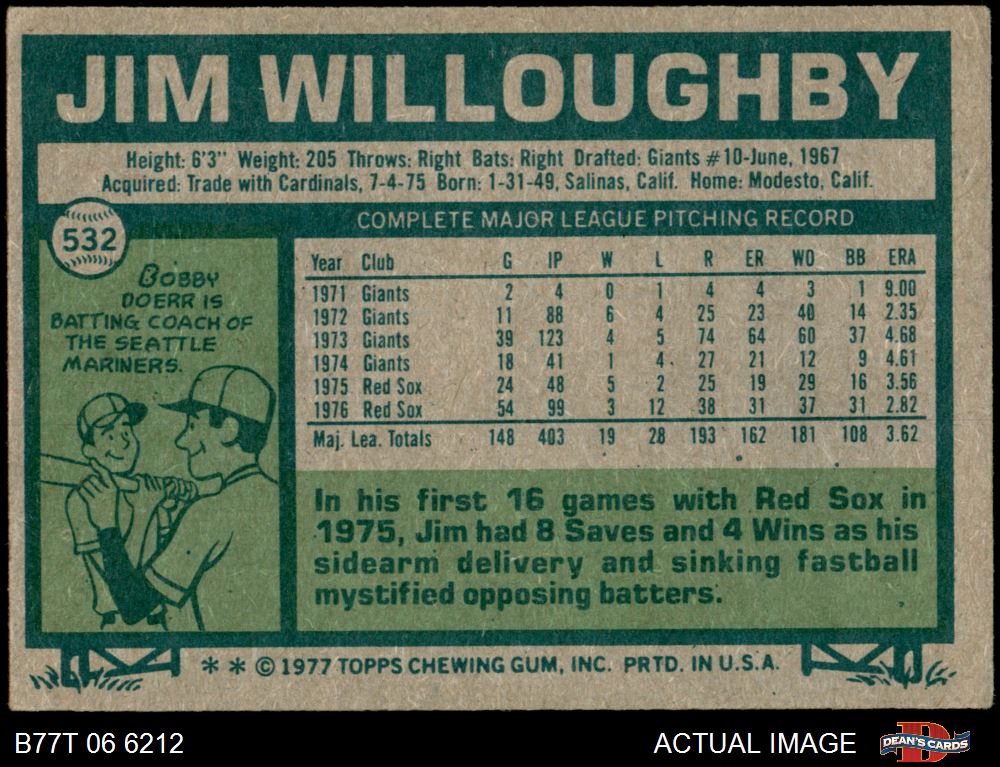 JIM WILLOUGHBY
Height: 6'3" Weight: 205 Throws: Right Bats: Right Drafted: Giants #10-June, 1967
Acquired: Trade with Cardinals, 7-4-75 Born: 1-31-49, Salinas, Calif. Home: Modesto, Calif.
532
BOBBY
DOERR IS
BATTING COACH OF
THE SEATTLE
MARINERS.
COMPLETE MAJOR LEAGUE PITCHING RECORD
Year Club G IP W L R ER WO BB ERA
1971 Giants 2 4 0 1 4 4 3 1 9.00
1972 Giants 11 88 6 4 25 23 40 14 2.35
1973 Giants 39 123 4 5 74 64 60 37 4.68
1974 Giants 18 41 1 4 27 21 12 9 4.61
1975 Red Sox 24 48 5 2 25 19 29 16 3.56
1976 Red Sox 54 99 3 12 38 31 37 31 2.82
Maj. Lea. Totals 148 403 19 28 193 162 181 108 3.62
In his first 16 games with Red Sox in
1975, Jim had 8 Saves and 4 Wins as his
sidearm delivery and sinking fastball
mystified opposing batters.
* * © 1977 TOPPS CHEWING GUM, INC. PRTD. IN U.S.A.
B77T 06 6212
ACTUAL IMAGE
DEAN'S CARDS